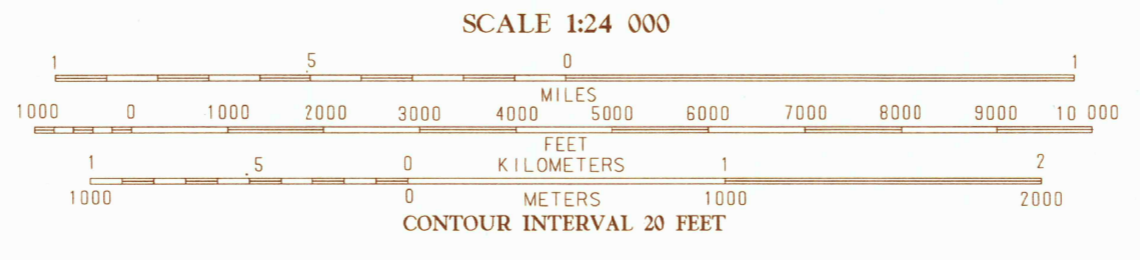 SCALE 1:24 000
1 .5 0 1
MILES
1000 0 1000 2000 3000 4000 5000 6000 7000 8000 9000 10 000
FEET
1 .5 0 KILOMETERS 1 2
1000 0 METERS 1000 2000
CONTOUR INTERVAL 20 FEET